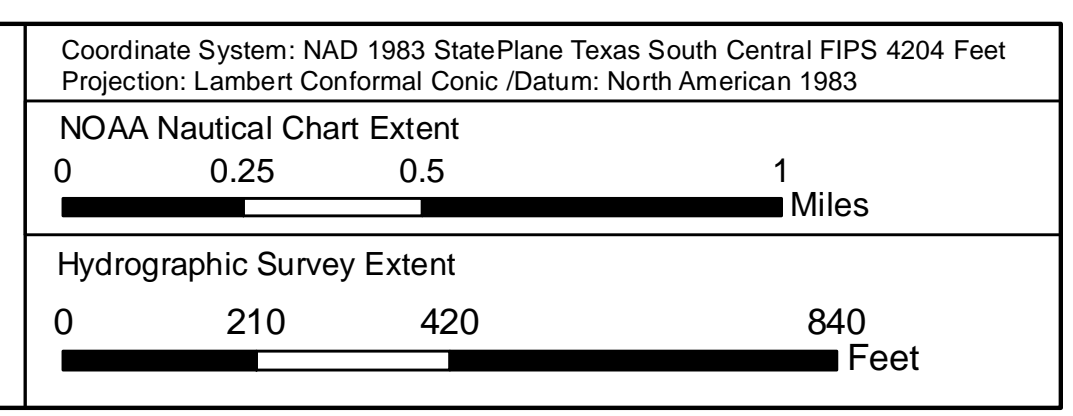 Coordinate System: NAD 1983 StatePlane Texas South Central FIPS 4204 Feet
Projection: Lambert Conformal Conic /Datum: North American 1983
NOAA Nautical Chart Extent
0 0.25 0.5 1
Miles
Hydrographic Survey Extent
0 210 420 840
Feet